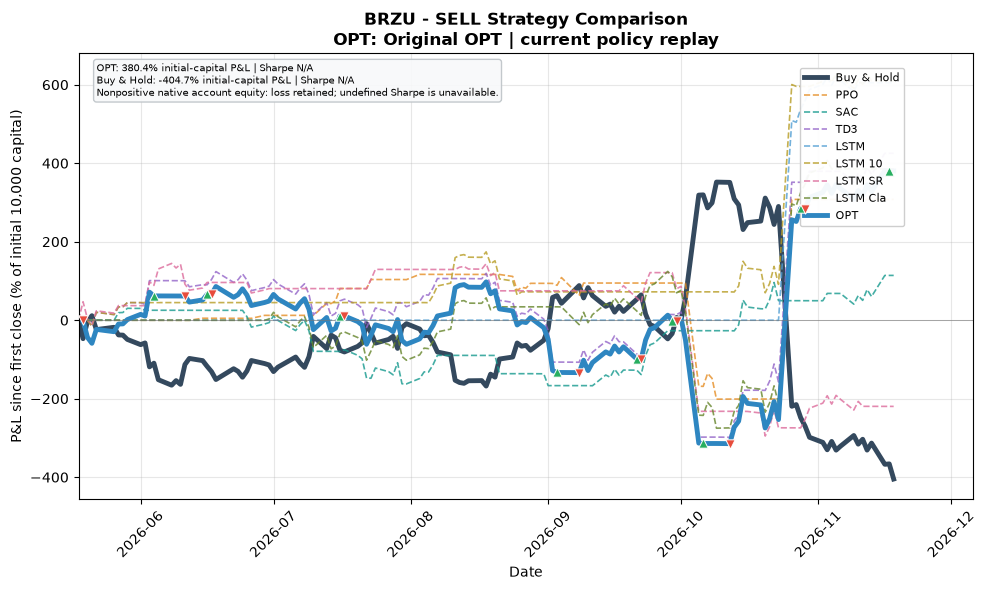 BRZU - SELL Strategy Comparison
OPT: Original OPT | current policy replay
OPT: 380.4% initial-capital P&L | Sharpe N/A
Buy & Hold: -404.7% initial-capital P&L | Sharpe N/A
Nonpositive native account equity: loss retained; undefined Sharpe is unavailable.
Buy & Hold
PPO
SAC
TD3
LSTM
LSTM 10
LSTM SR
LSTM Cla
OPT
P&L since first close (% of initial 10,000 capital)
600
400
200
0
−200
−400
2026-06
2026-07
2026-08
2026-09
2026-10
2026-11
2026-12
Date